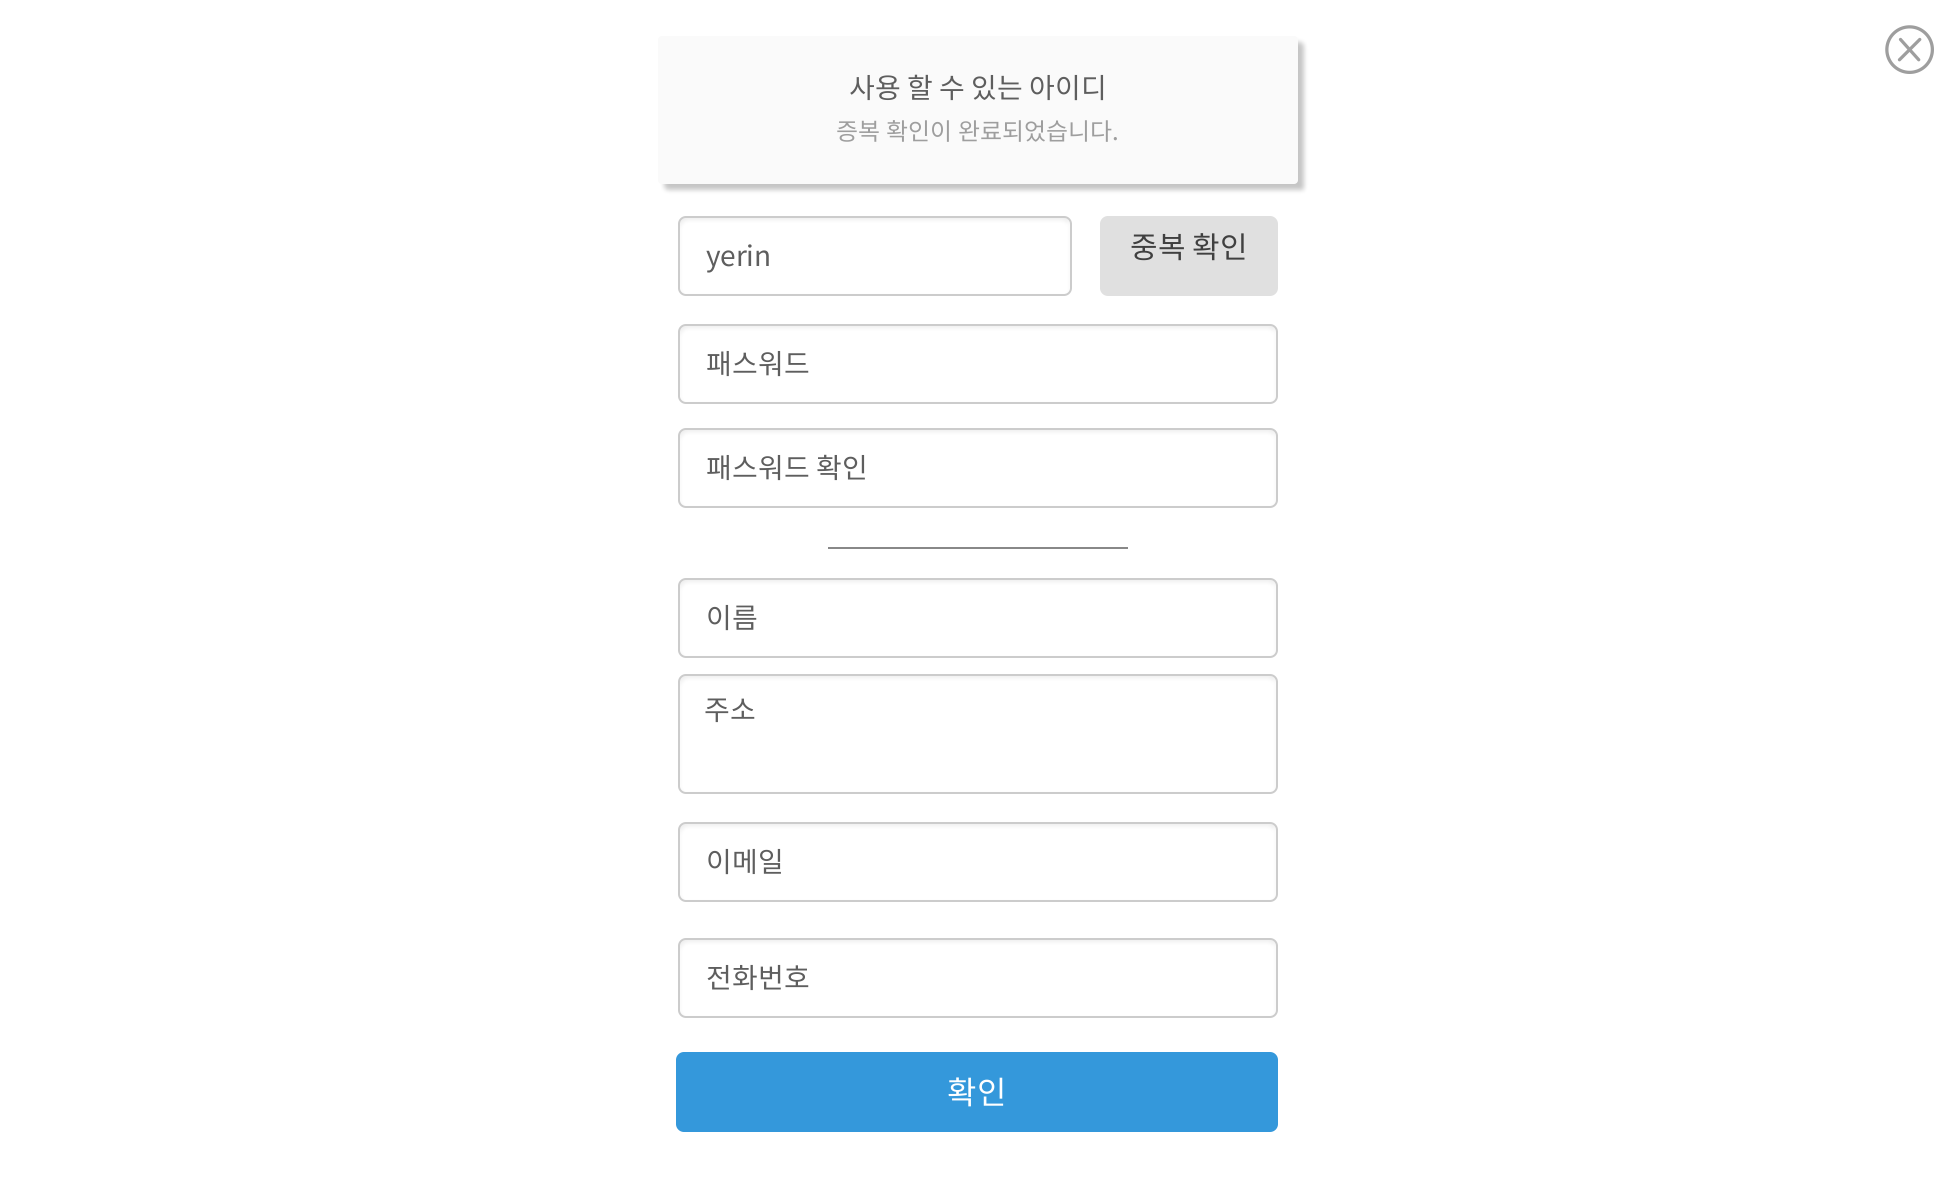 사용 할 수 있는 아이디
증복 확인이 완료되었습니다.
yerin
중복 확인
패스워드
패스워드 확인
이름
주소
이메일
전화번호
확인